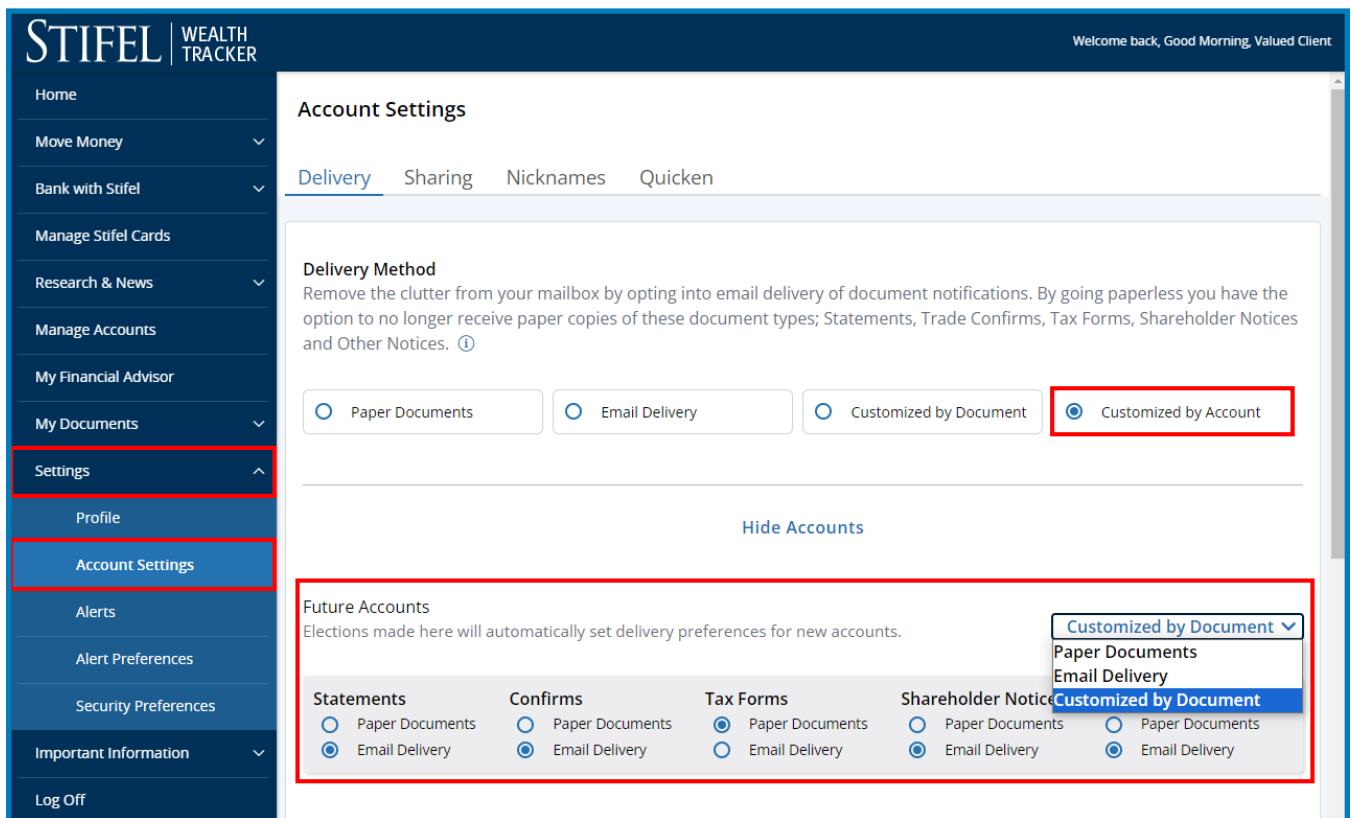 STIFEL | WEALTH TRACKER
Welcome back, Good Morning, Valued Client
Home
Move Money
Bank with Stifel
Manage Stifel Cards
Research & News
Manage Accounts
My Financial Advisor
My Documents
Settings
Profile
Account Settings
Alerts
Alert Preferences
Security Preferences
Important Information
Log Off
Account Settings
Delivery Sharing Nicknames Quicken
Delivery Method
Remove the clutter from your mailbox by opting into email delivery of document notifications. By going paperless you have the
option to no longer receive paper copies of these document types; Statements, Trade Confirms, Tax Forms, Shareholder Notices
and Other Notices.
Paper Documents Email Delivery Customized by Document Customized by Account
Hide Accounts
Future Accounts
Elections made here will automatically set delivery preferences for new accounts.
Customized by Document
Paper Documents
Email Delivery
Customized by Document
Statements Confirms Tax Forms Shareholder Notice
Paper Documents Paper Documents Paper Documents Paper Documents Paper Documents
Email Delivery Email Delivery Email Delivery Email Delivery Email Delivery